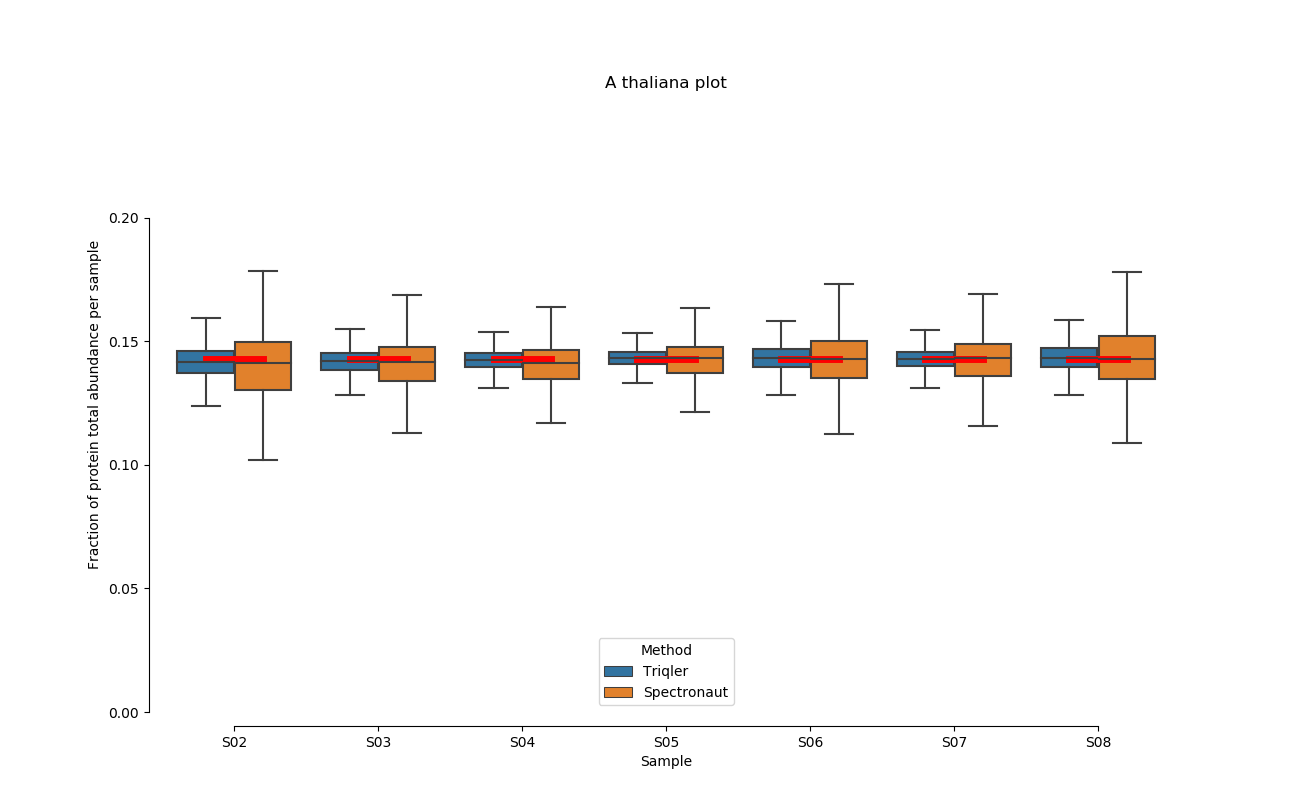 A thaliana plot
Fraction of protein total abundance per sample
0.20
0.15
0.10
0.05
0.00
Method
Triqler
Spectronaut
S02 S03 S04 S05 S06 S07 S08
Sample